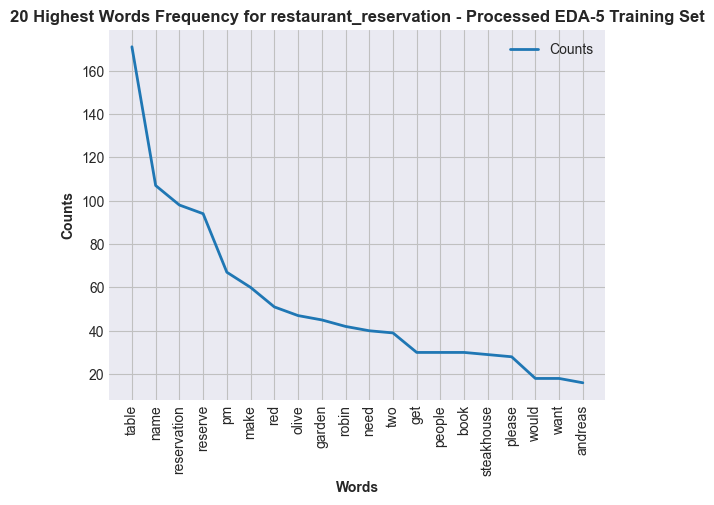 20 Highest Words Frequency for restaurant_reservation - Processed EDA-5 Training Set
Counts
160
140
120
100
80
60
40
20
Counts
table
name
reservation
reserve
pm
make
red
olive
garden
robin
need
two
get
people
book
steakhouse
please
would
want
andreas
Words